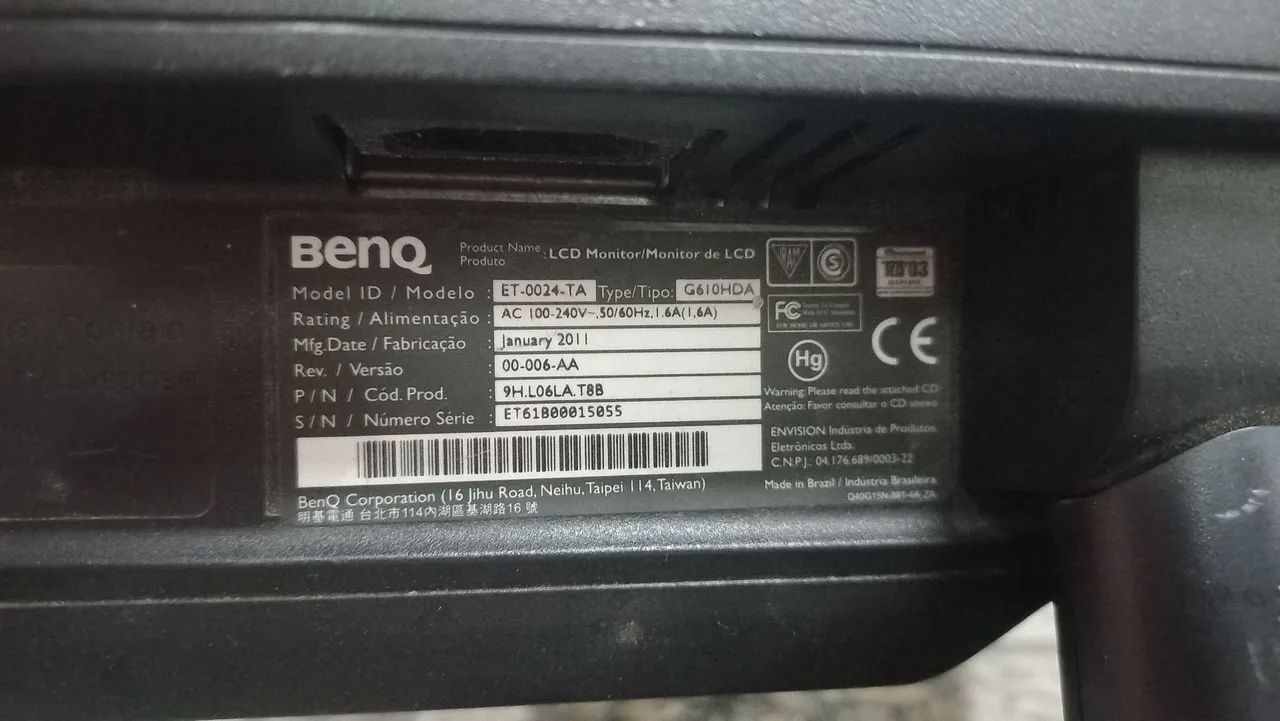 BenQ
Product Name
Produto : LCD Monitor/Monitor de LCD
Model ID / Modelo : ET-0024-TA Type/Tipo: G610HDA
Rating / Alimentação : AC 100-240V~,50/60Hz,1.6A(1,6A)
Mfg.Date / Fabricação : January 2011
Rev. / Versão : 00-006-AA
P / N / Cód. Prod. : 9H.L06LA.T8B
S / N / Número Série : ET61B00015055
BenQ Corporation (16 Jihu Road, Neihu, Taipei 114, Taiwan)
明基電通 台北市114內湖區基湖路16 號
S
FC
FOR HOME OR OFFICE USE
Hg
CE
Warning: Please read the attached CD
Atenção: Favor consultar o CD anexo
ENVISION Indústria de Produtos
Eletrônicos Ltda.
C.N.P.J.: 04.176.689/0003-22
Made in Brazil / Indústria Brasileira